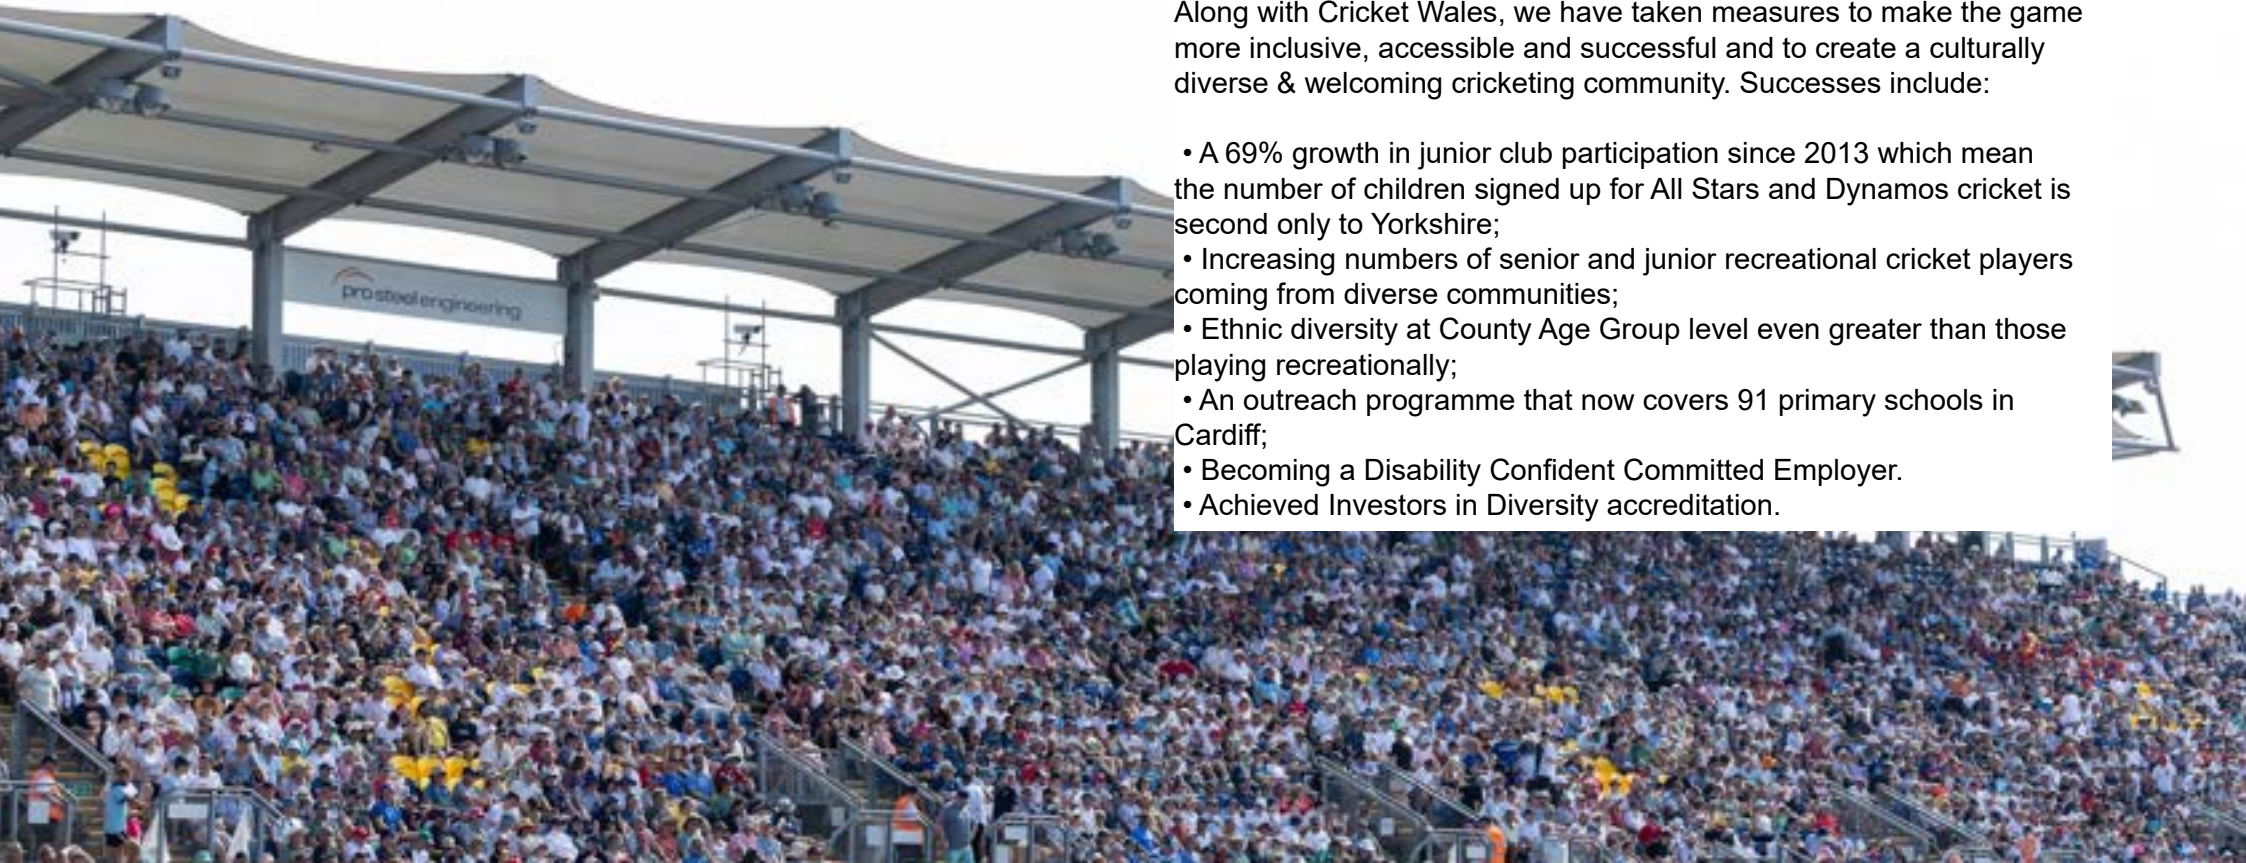 Along with Cricket Wales, we have taken measures to make the game
more inclusive, accessible and successful and to create a culturally
diverse & welcoming cricketing community. Successes include:
• A 69% growth in junior club participation since 2013 which mean
the number of children signed up for All Stars and Dynamos cricket is
second only to Yorkshire;
• Increasing numbers of senior and junior recreational cricket players
coming from diverse communities;
• Ethnic diversity at County Age Group level even greater than those
playing recreationally;
• An outreach programme that now covers 91 primary schools in
Cardiff;
• Becoming a Disability Confident Committed Employer.
• Achieved Investors in Diversity accreditation.
pro steel engineering